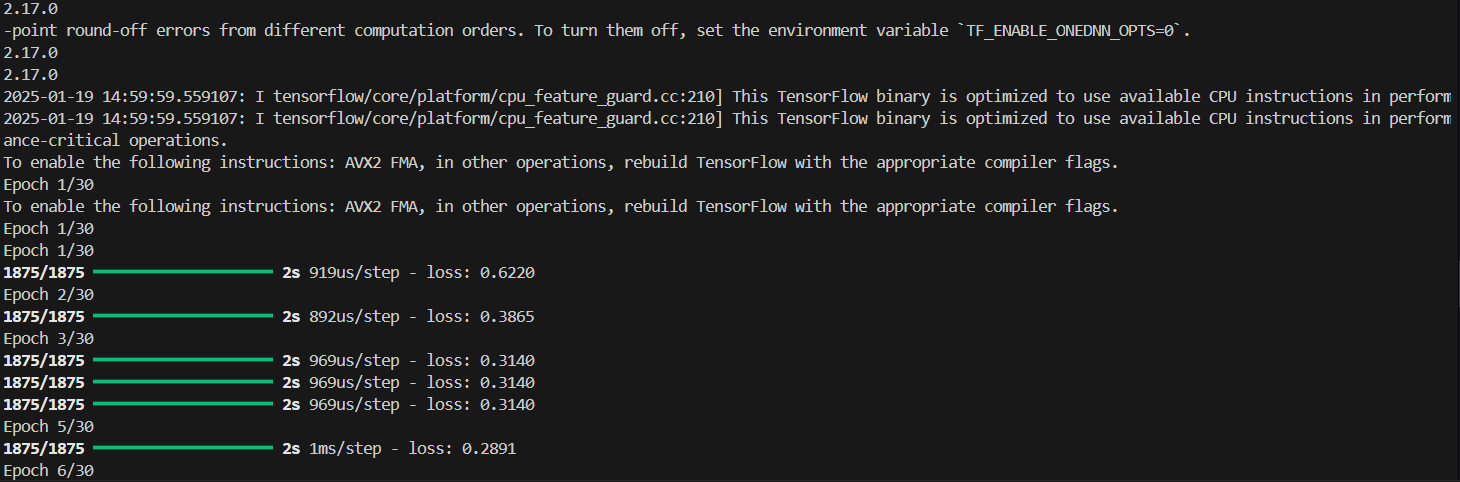 2.17.0
-point round-off errors from different computation orders. To turn them off, set the environment variable `TF_ENABLE_ONEDNN_OPTS=0`.
2.17.0
2.17.0
2025-01-19 14:59:59.559107: I tensorflow/core/platform/cpu_feature_guard.cc:210] This TensorFlow binary is optimized to use available CPU instructions in perform
2025-01-19 14:59:59.559107: I tensorflow/core/platform/cpu_feature_guard.cc:210] This TensorFlow binary is optimized to use available CPU instructions in perform
ance-critical operations.
To enable the following instructions: AVX2 FMA, in other operations, rebuild TensorFlow with the appropriate compiler flags.
Epoch 1/30
To enable the following instructions: AVX2 FMA, in other operations, rebuild TensorFlow with the appropriate compiler flags.
Epoch 1/30
Epoch 1/30
1875/1875 ━━━━━━━━━━━━━━━━━━━━ 2s 919us/step - loss: 0.6220
Epoch 2/30
1875/1875 ━━━━━━━━━━━━━━━━━━━━ 2s 892us/step - loss: 0.3865
Epoch 3/30
1875/1875 ━━━━━━━━━━━━━━━━━━━━ 2s 969us/step - loss: 0.3140
1875/1875 ━━━━━━━━━━━━━━━━━━━━ 2s 969us/step - loss: 0.3140
1875/1875 ━━━━━━━━━━━━━━━━━━━━ 2s 969us/step - loss: 0.3140
Epoch 5/30
1875/1875 ━━━━━━━━━━━━━━━━━━━━ 2s 1ms/step - loss: 0.2891
Epoch 6/30